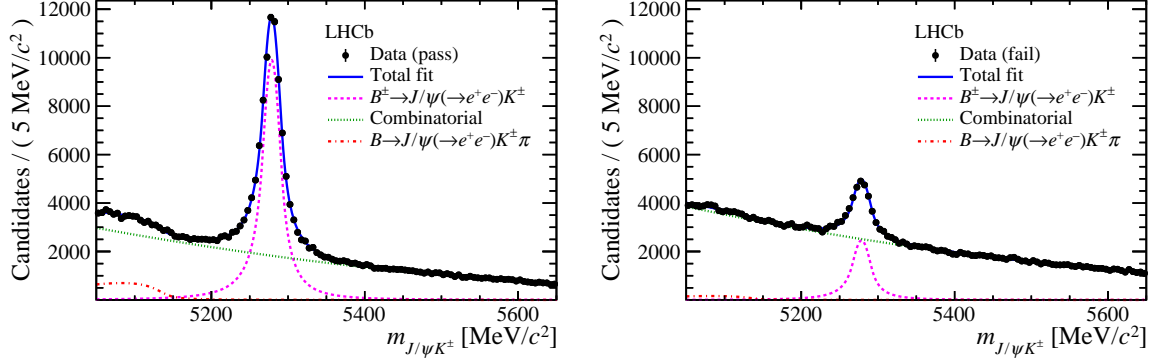 Candidates / ( 5 MeV/c²)
12000
10000
8000
6000
4000
2000
LHCb
Data (pass)
Total fit
B±→J/ψ(→e⁺e⁻)K±
Combinatorial
B→J/ψ(→e⁺e⁻)K±π
5200
5400
5600
m_{J/ψK±} [MeV/c²]
Candidates / ( 5 MeV/c²)
12000
10000
8000
6000
4000
2000
LHCb
Data (fail)
Total fit
B±→J/ψ(→e⁺e⁻)K±
Combinatorial
B→J/ψ(→e⁺e⁻)K±π
5200
5400
5600
m_{J/ψK±} [MeV/c²]